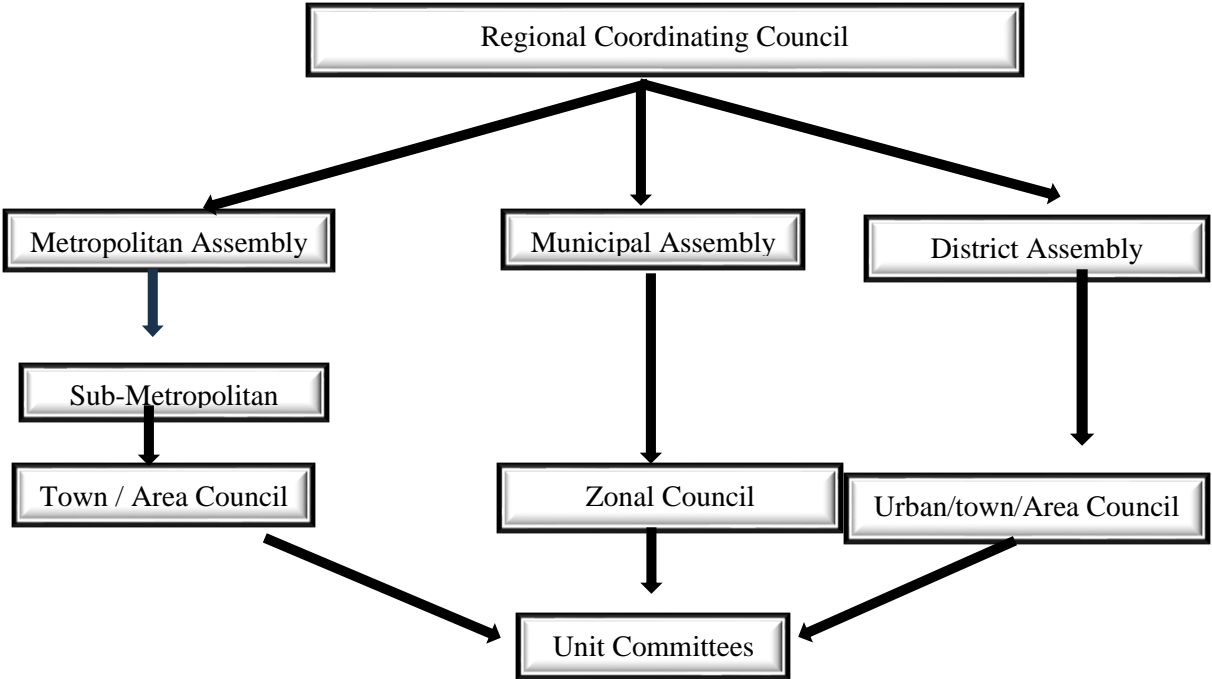 Regional Coordinating Council
Metropolitan Assembly
Municipal Assembly
District Assembly
Sub-Metropolitan
Town / Area Council
Zonal Council
Urban/town/Area Council
Unit Committees